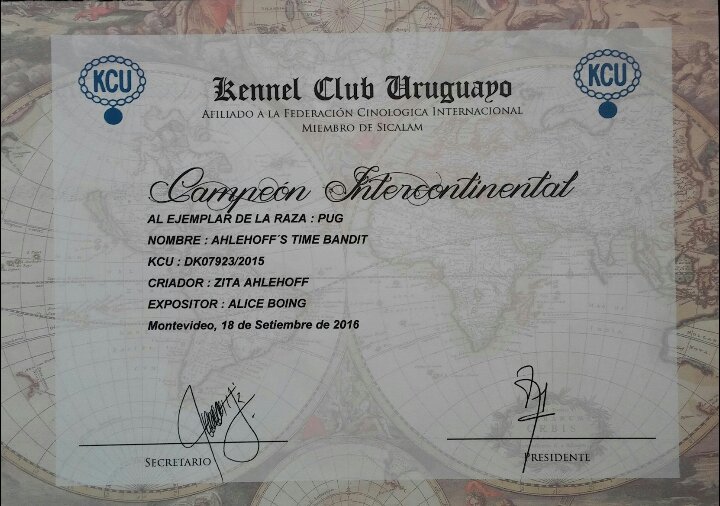 KCU
KCU
Kennel Club Uruguayo
AFILIADO A LA FEDERACIÓN CINOLOGICA INTERNACIONAL
MIEMBRO DE SICALAM
Campeón Intercontinental
AL EJEMPLAR DE LA RAZA : PUG
NOMBRE : AHLEHOFF´S TIME BANDIT
KCU : DK07923/2015
CRIADOR : ZITA AHLEHOFF
EXPOSITOR : ALICE BOING
Montevideo, 18 de Setiembre de 2016
SECRETARIO
PRESIDENTE
ORBIS